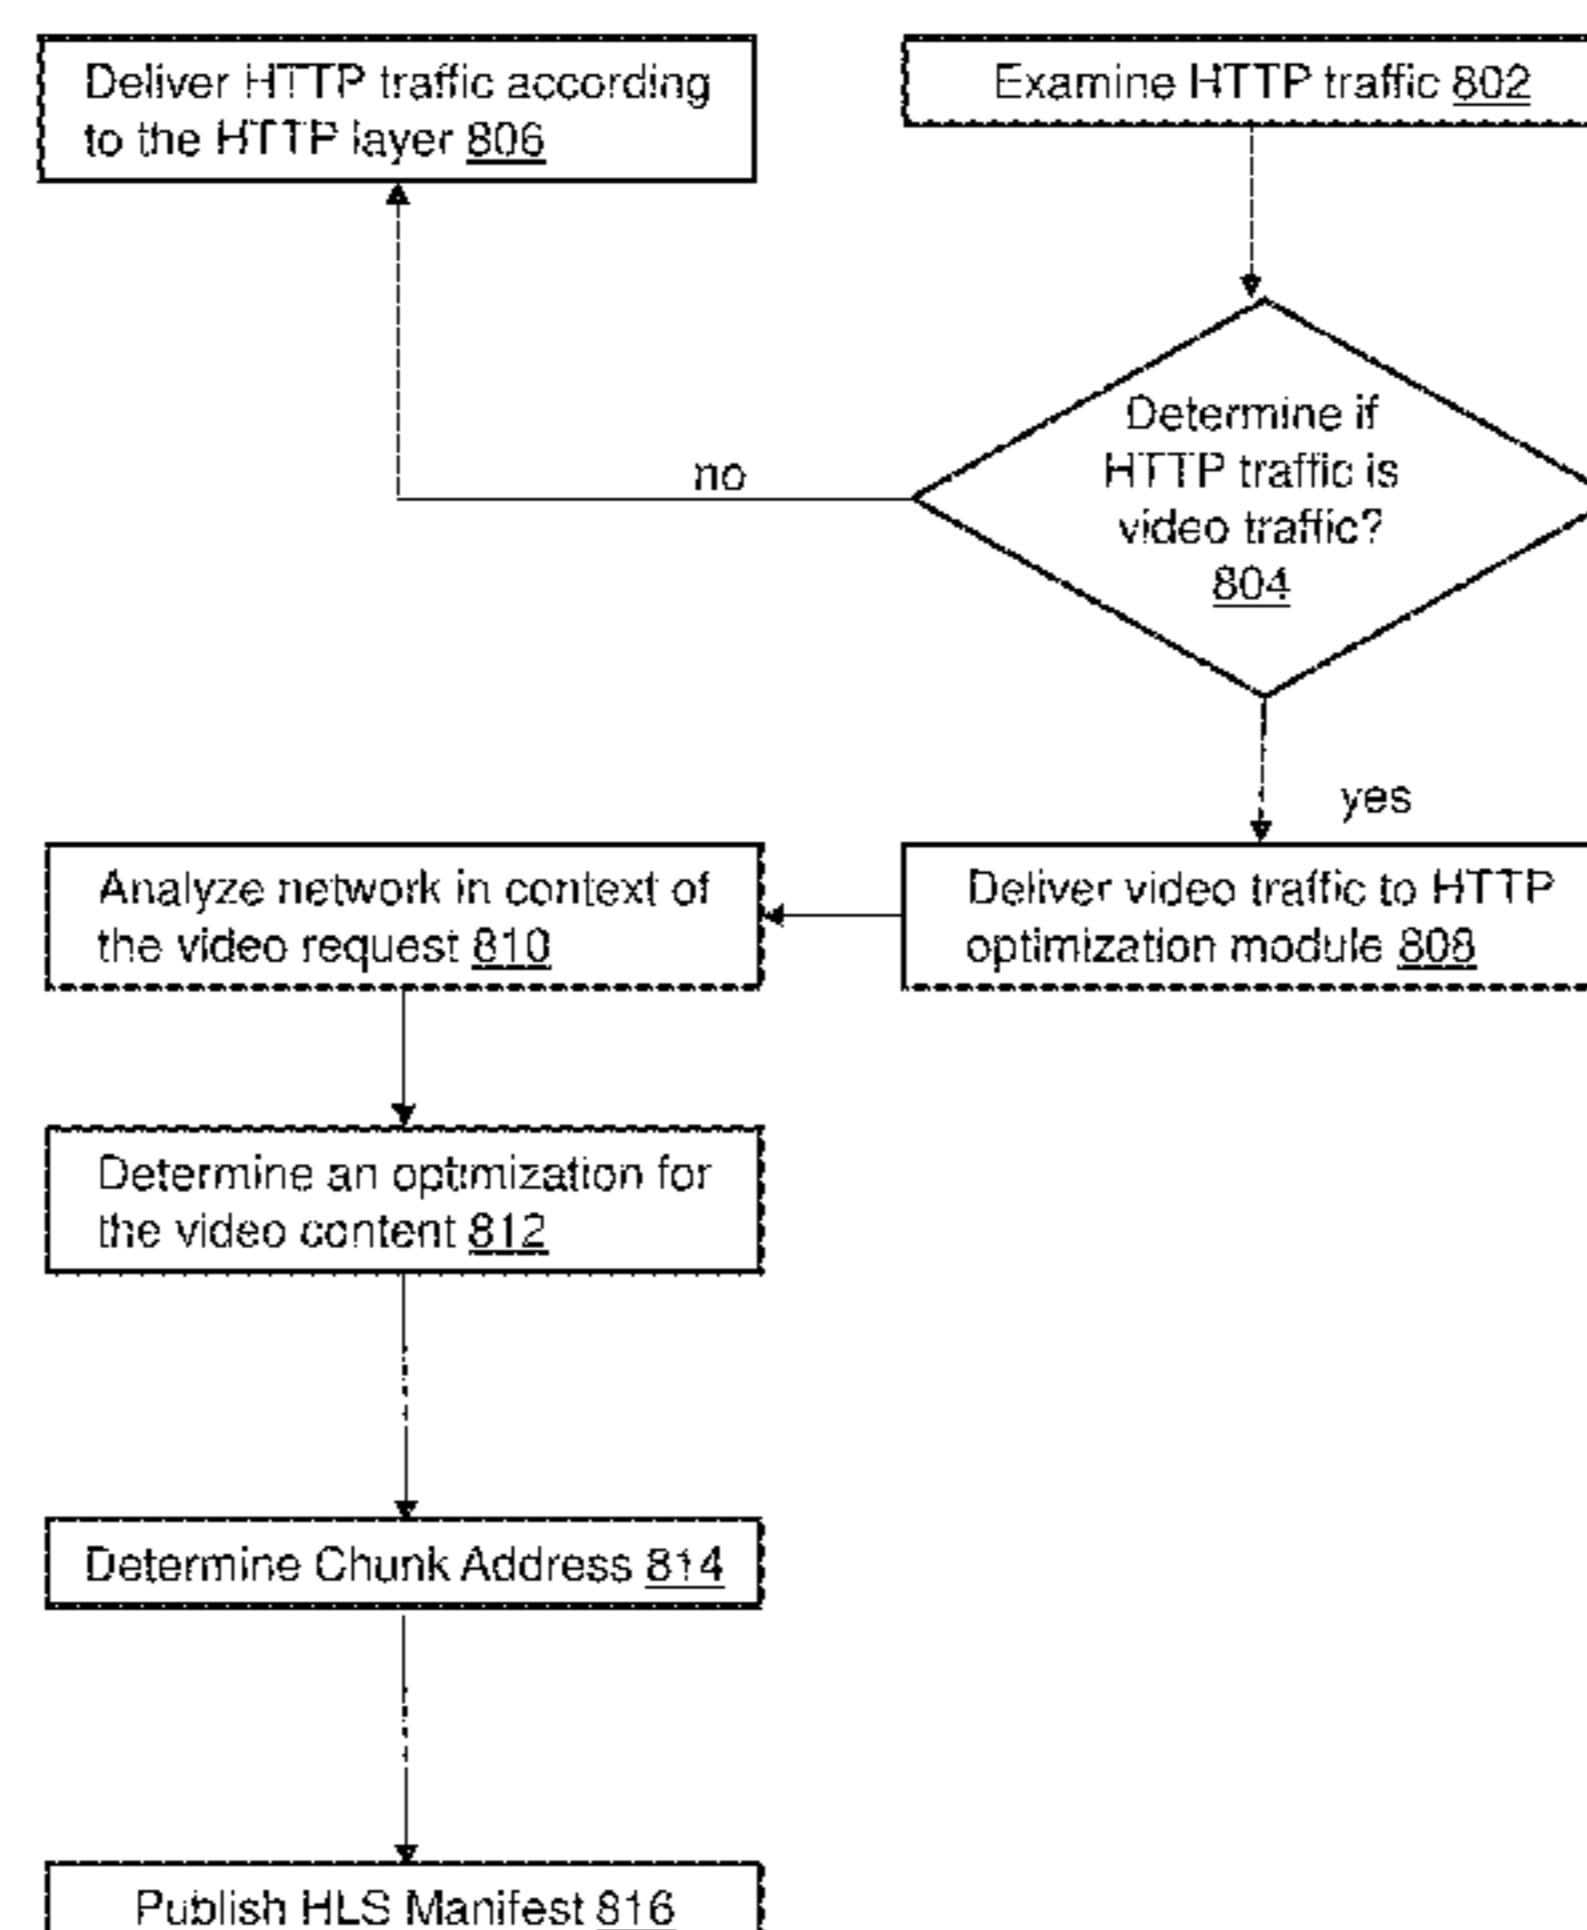 Deliver HTTP traffic according
to the HTTP layer 806
Examine HTTP traffic 802
Determine if
HTTP traffic is
video traffic?
804
no
yes
Deliver video traffic to HTTP
optimization module 808
Analyze network in context of
the video request 810
Determine an optimization for
the video content 812
Determine Chunk Address 814
Publish HLS Manifest 816